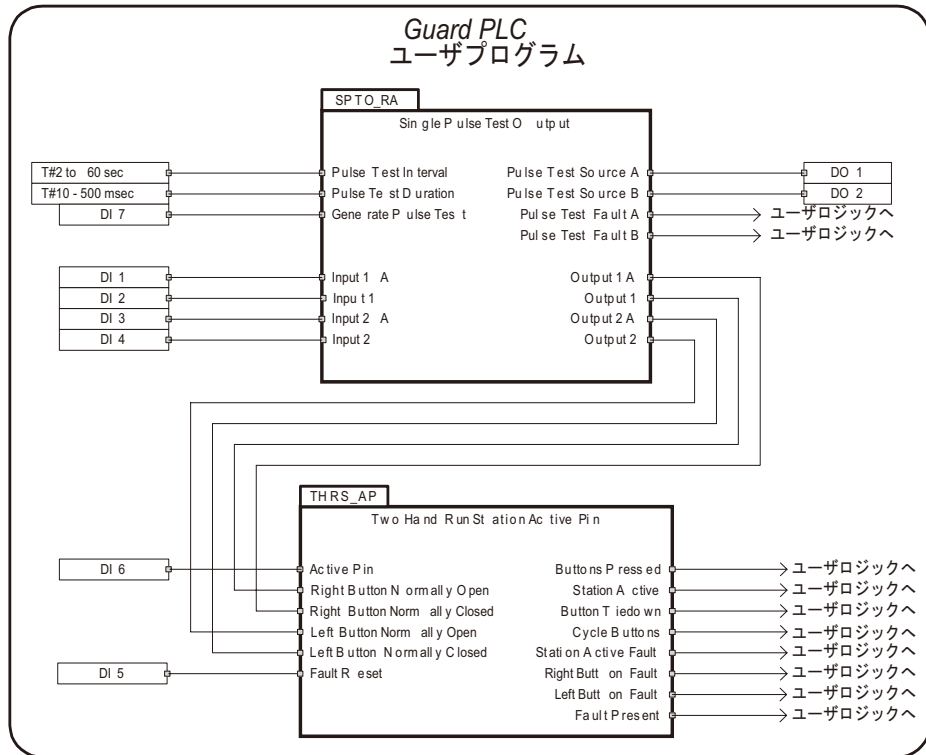 Guard PLC
ユーザプログラム
SPTO_RA
Single Pulse Test Output
T#2 to 60 sec
T#10 - 500 msec
DI 7
DI 1
DI 2
DI 3
DI 4
Pulse Test Interval
Pulse Test Duration
Generate Pulse Test
Input 1 A
Input 1
Input 2 A
Input 2
Pulse Test Source A
Pulse Test Source B
Pulse Test Fault A
Pulse Test Fault B
Output 1 A
Output 1
Output 2 A
Output 2
DO 1
DO 2
ユーザロジックへ
ユーザロジックへ
THRS_AP
Two Hand Run Station Active Pin
DI 6
DI 5
Active Pin
Right Button Normally Open
Right Button Normally Closed
Left Button Normally Open
Left Button Normally Closed
Fault Reset
Buttons Pressed
Station Active
Button Tiedown
Cycle Buttons
Station Active Fault
Right Button Fault
Left Button Fault
Fault Present
ユーザロジックへ
ユーザロジックへ
ユーザロジックへ
ユーザロジックへ
ユーザロジックへ
ユーザロジックへ
ユーザロジックへ
ユーザロジックへ